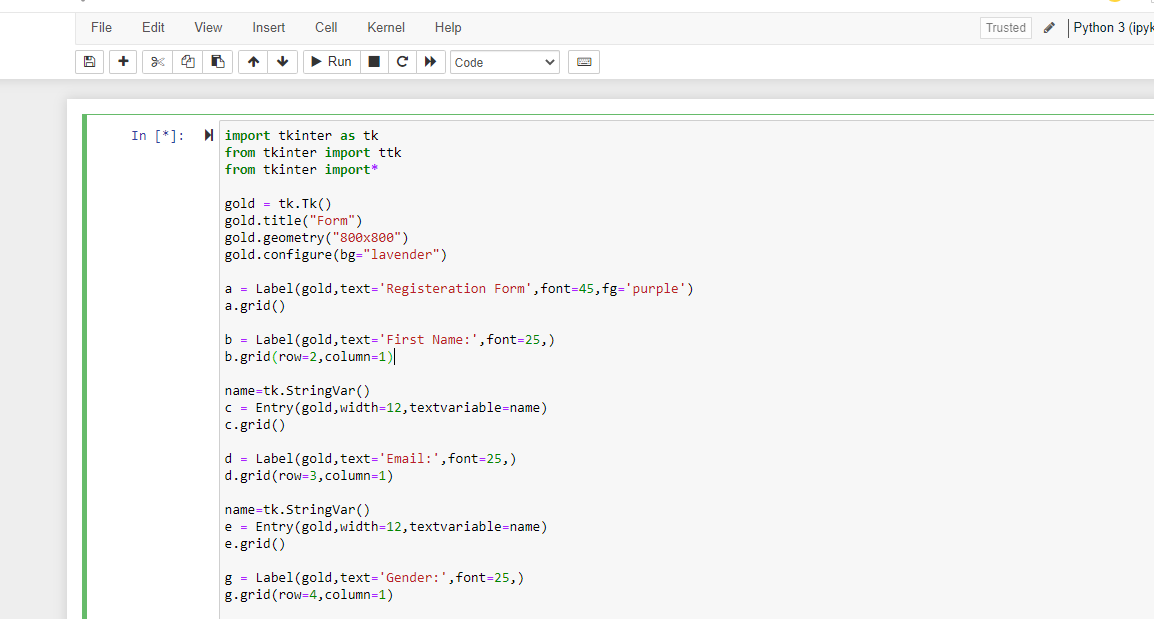 File Edit View Insert Cell Kernel Help Trusted Python 3 (ipyk
Run Code
In [*]:
import tkinter as tk
from tkinter import ttk
from tkinter import*
gold = tk.Tk()
gold.title("Form")
gold.geometry("800x800")
gold.configure(bg="lavender")
a = Label(gold,text='Registeration Form',font=45,fg='purple')
a.grid()
b = Label(gold,text='First Name:',font=25,)
b.grid(row=2,column=1)
name=tk.StringVar()
c = Entry(gold,width=12,textvariable=name)
c.grid()
d = Label(gold,text='Email:',font=25,)
d.grid(row=3,column=1)
name=tk.StringVar()
e = Entry(gold,width=12,textvariable=name)
e.grid()
g = Label(gold,text='Gender:',font=25,)
g.grid(row=4,column=1)